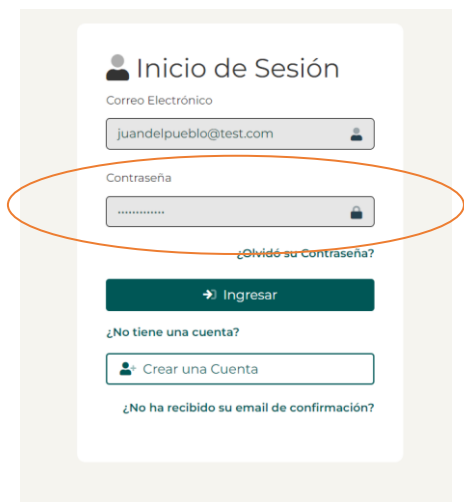 Inicio de Sesión
Correo Electrónico
juandelpueblo@test.com
Contraseña
.............
¿Olvidó su Contraseña?
Ingresar
¿No tiene una cuenta?
Crear una Cuenta
¿No ha recibido su email de confirmación?